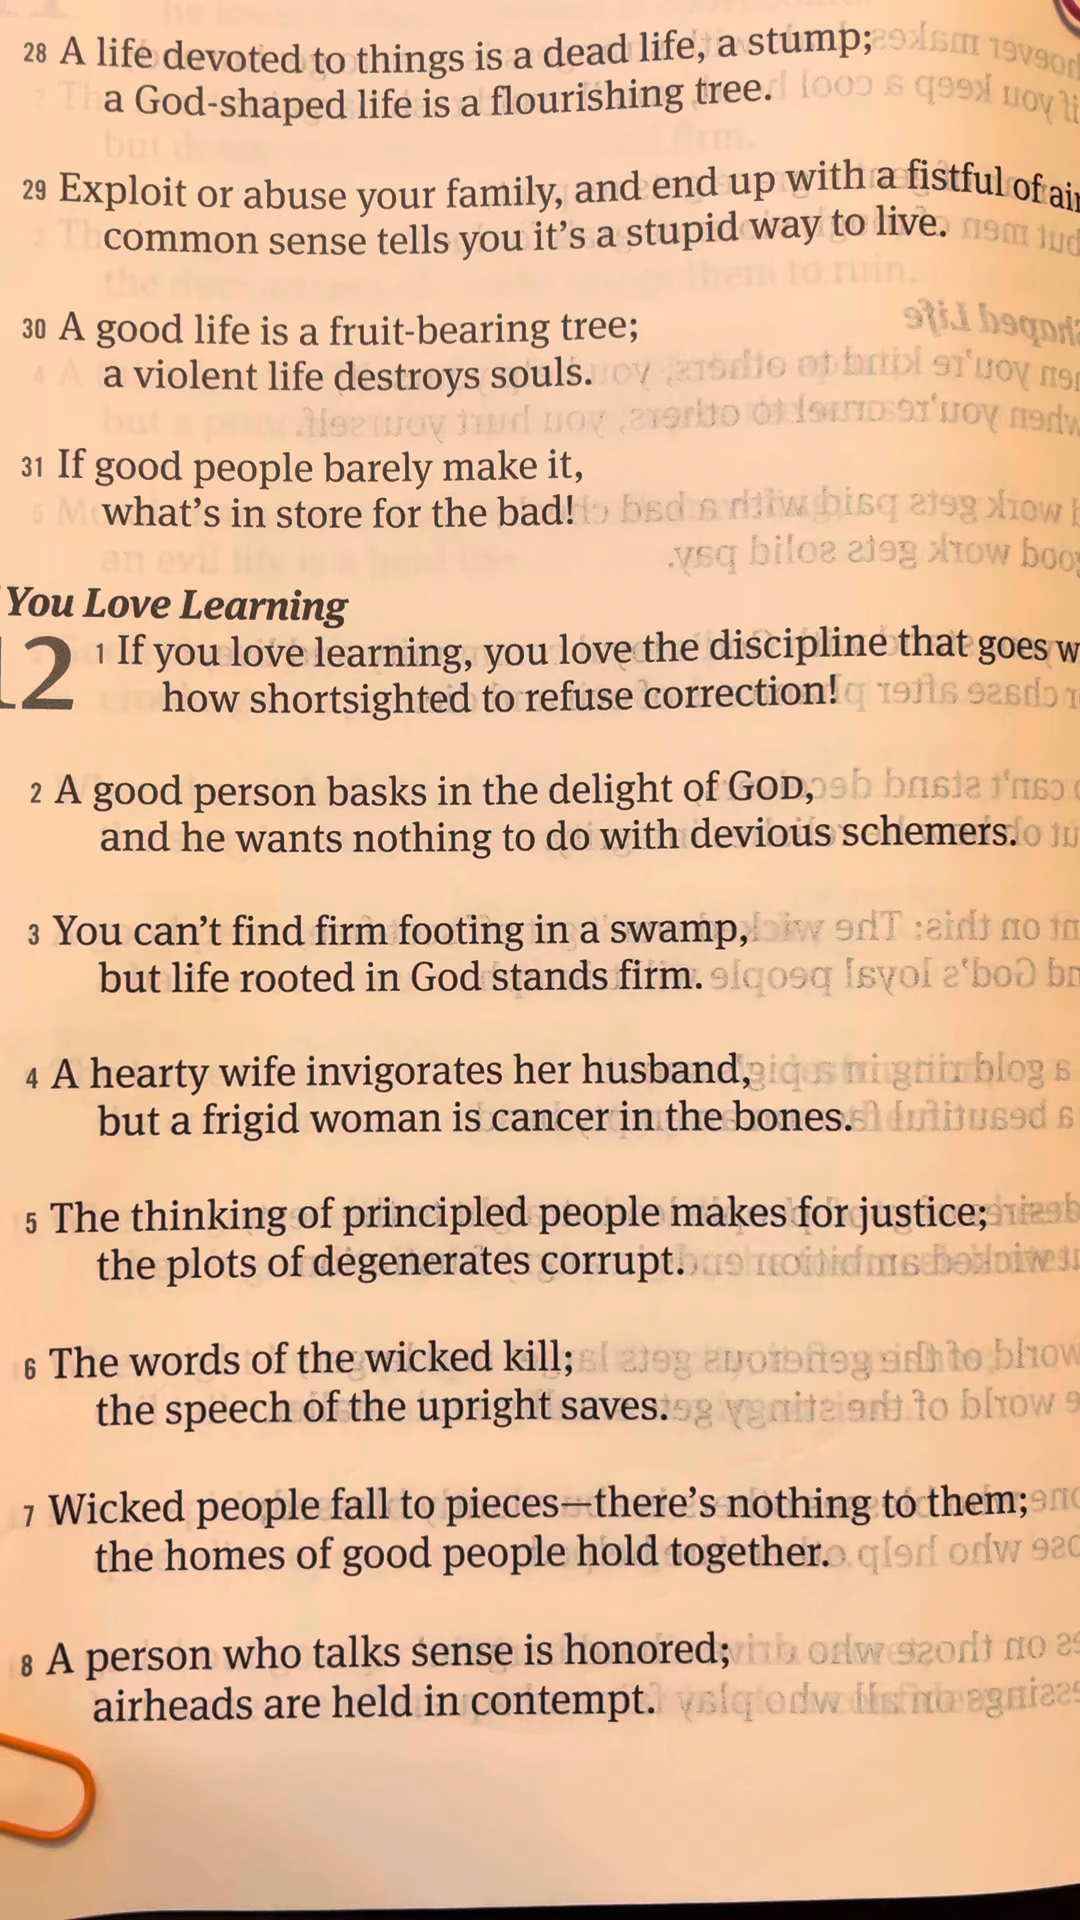 28 A life devoted to things is a dead life, a stump;
a God-shaped life is a flourishing tree.
29 Exploit or abuse your family, and end up with a fistful of air
common sense tells you it's a stupid way to live.
30 A good life is a fruit-bearing tree;
a violent life destroys souls.
31 If good people barely make it,
what's in store for the bad!
You Love Learning
12 1 If you love learning, you love the discipline that goes w
how shortsighted to refuse correction!
2 A good person basks in the delight of GOD,
and he wants nothing to do with devious schemers.
3 You can't find firm footing in a swamp,
but life rooted in God stands firm.
4 A hearty wife invigorates her husband,
but a frigid woman is cancer in the bones.
5 The thinking of principled people makes for justice;
the plots of degenerates corrupt.
6 The words of the wicked kill;
the speech of the upright saves.
7 Wicked people fall to pieces—there's nothing to them;
the homes of good people hold together.
8 A person who talks sense is honored;
airheads are held in contempt.